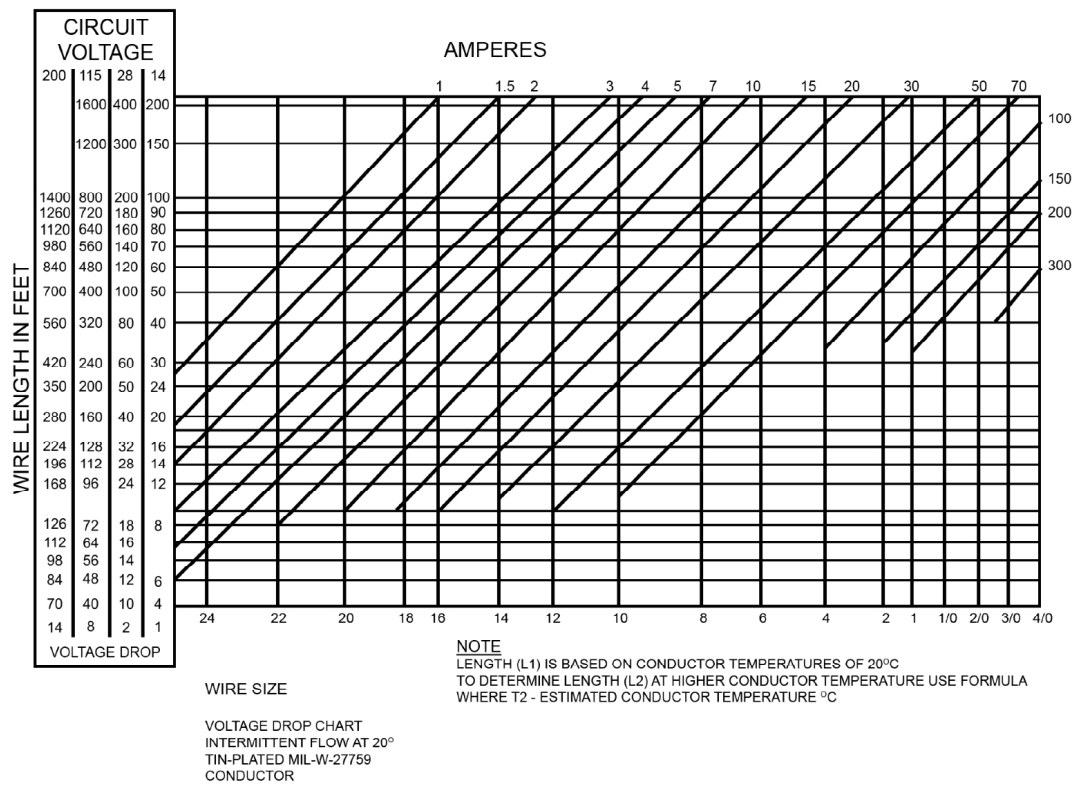 CIRCUIT
VOLTAGE
AMPERES
200 115 28 14
1 1.5 2 3 4 5 7 10 15 20 30 50 70
1600 400 200
100
1200 300 150
150
1400 800 200 100
1260 720 180 90
200
1120 640 160 80
980 560 140 70
840 480 120 60
300
700 400 100 50
560 320 80 40
420 240 60 30
350 200 50 24
280 160 40 20
224 128 32 16
196 112 28 14
168 96 24 12
126 72 18 8
112 64 16
98 56 14
84 48 12 6
70 40 10 4
14 8 2 1
WIRE LENGTH IN FEET
24 22 20 18 16 14 12 10 8 6 4 2 1 1/0 2/0 3/0 4/0
VOLTAGE DROP
NOTE
LENGTH (L1) IS BASED ON CONDUCTOR TEMPERATURES OF 20⁰C
TO DETERMINE LENGTH (L2) AT HIGHER CONDUCTOR TEMPERATURE USE FORMULA
WHERE T2 - ESTIMATED CONDUCTOR TEMPERATURE ⁰C
WIRE SIZE
VOLTAGE DROP CHART
INTERMITTENT FLOW AT 20⁰
TIN-PLATED MIL-W-27759
CONDUCTOR